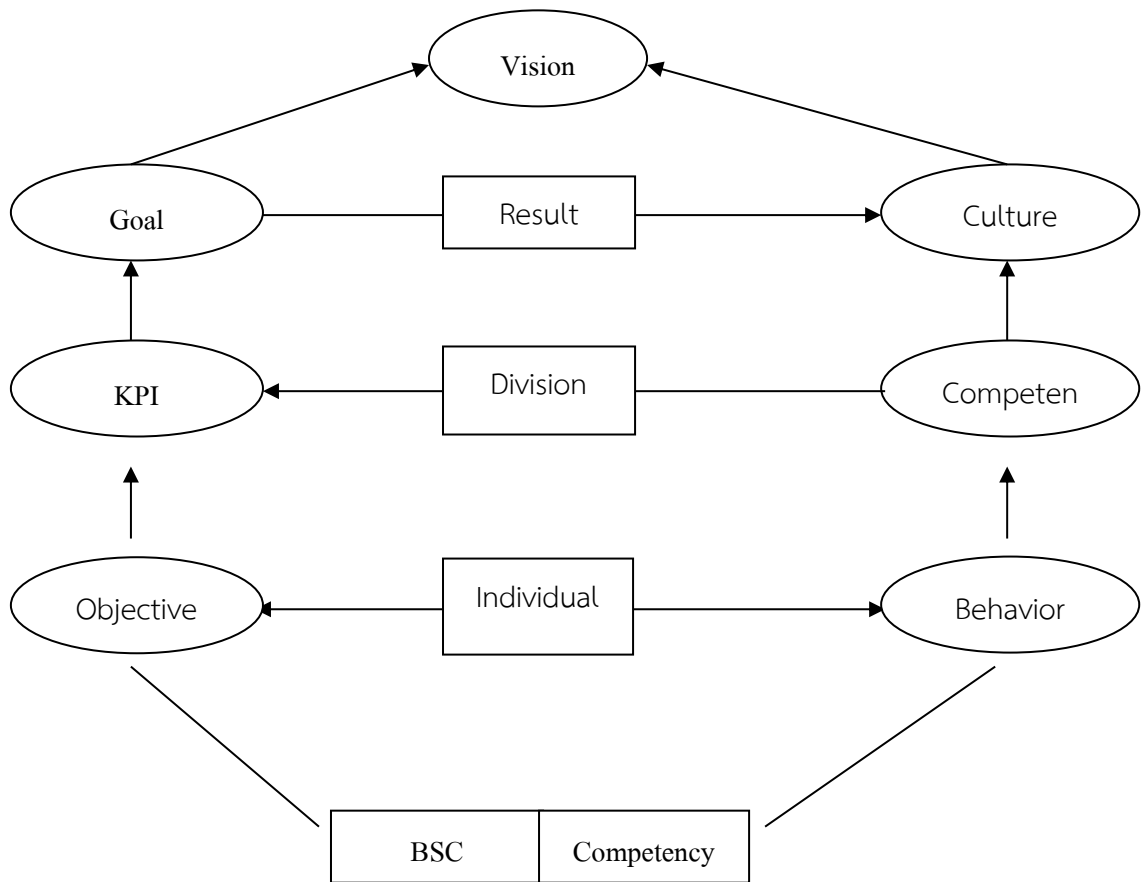 Vision
Goal
Result
Culture
KPI
Division
Competen
Objective
Individual
Behavior
BSC
Competency